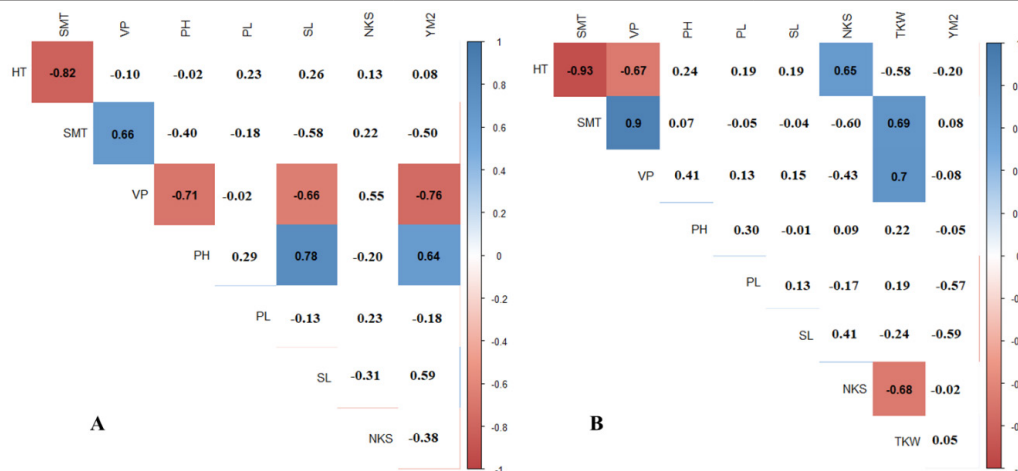 SMT VP PH PL SL NKS YM2
HT -0.82 -0.10 -0.02 0.23 0.26 0.13 0.08
SMT 0.66 -0.40 -0.18 -0.58 0.22 -0.50
VP -0.71 -0.02 -0.66 0.55 -0.76
PH 0.29 0.78 -0.20 0.64
PL -0.13 0.23 -0.18
SL -0.31 0.59
NKS -0.38
1
0.8
0.6
0.4
0.2
0
-0.2
-0.4
-0.6
-0.8
-1
A
SMT VP PH PL SL NKS TKW YM2
HT -0.93 -0.67 0.24 0.19 0.19 0.65 -0.58 -0.20
SMT 0.9 0.07 -0.05 -0.04 -0.60 0.69 0.08
VP 0.41 0.13 0.15 -0.43 0.7 -0.08
PH 0.30 -0.01 0.09 0.22 -0.05
PL 0.13 -0.17 0.19 -0.57
SL 0.41 -0.24 -0.59
NKS -0.68 -0.02
TKW 0.05
B